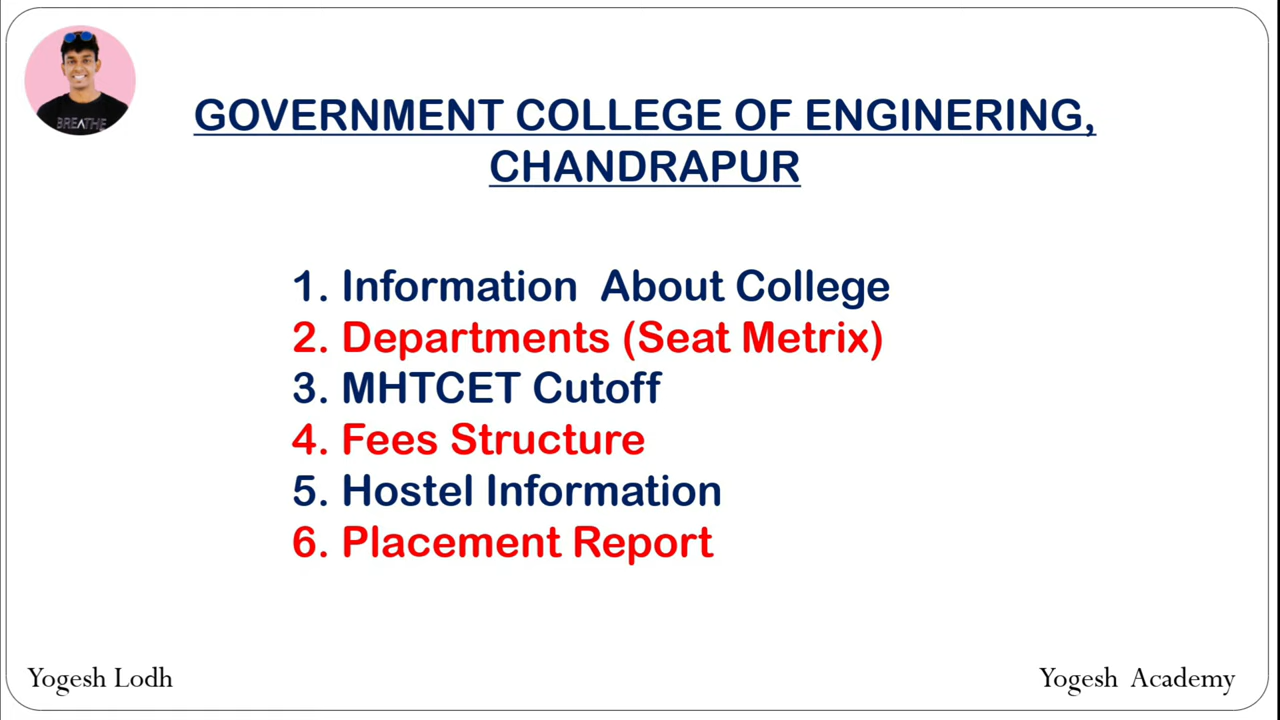 BREATHE
GOVERNMENT COLLEGE OF ENGINERING,
CHANDRAPUR
1. Information About College
2. Departments (Seat Metrix)
3. MHTCET Cutoff
4. Fees Structure
5. Hostel Information
6. Placement Report
Yogesh Lodh
Yogesh Academy